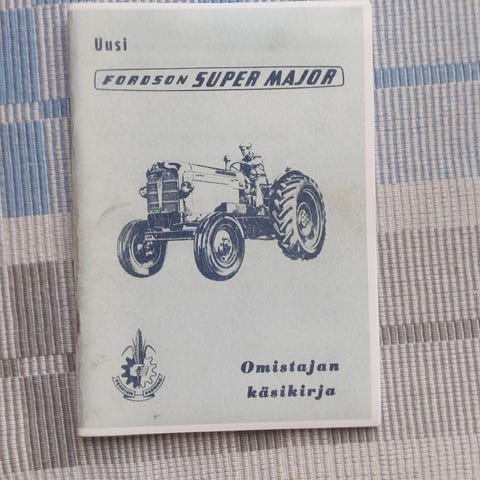 Uusi
FORDSON SUPER MAJOR
Omistajan
käsikirja